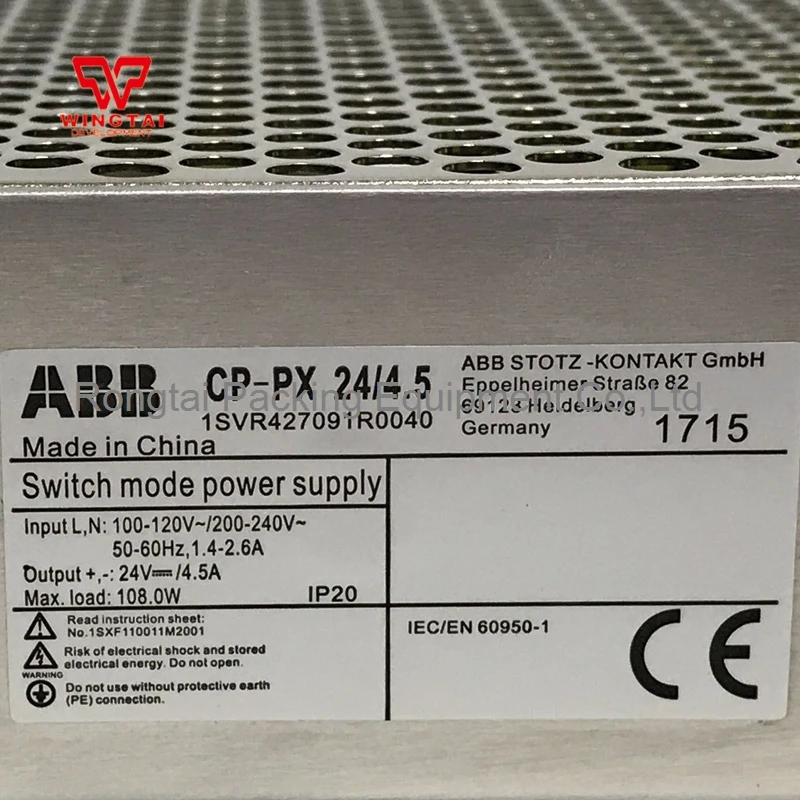 WINGTAI
DEVELOPMENT
ABB CP-PX 24/4.5
1SVR427091R0040
ABB STOTZ -KONTAKT GmbH
Eppelheimer Straße 82
69123 Heidelberg
Germany
1715
Rongtai Packing Equipment Co.,Ltd
Made in China
Switch mode power supply
Input L,N: 100-120V~/200-240V~
50-60Hz,1.4-2.6A
Output +,-: 24V⎓/4.5A
Max. load: 108.0W IP20
Read instruction sheet:
No.1SXF110011M2001
Risk of electrical shock and stored
electrical energy. Do not open.
WARNING
Do not use without protective earth
(PE) connection.
IEC/EN 60950-1
CE